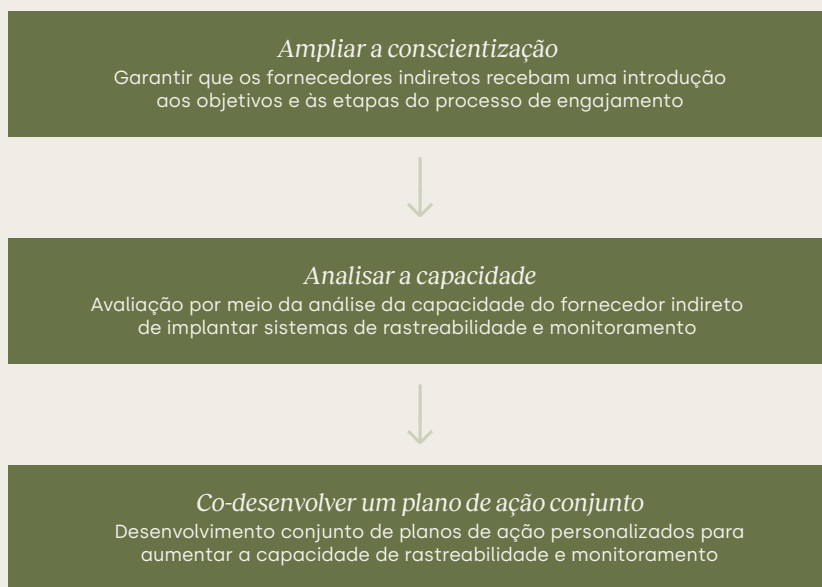 Ampliar a conscientização
Garantir que os fornecedores indiretos recebam uma introdução
aos objetivos e às etapas do processo de engajamento
Analisar a capacidade
Avaliação por meio da análise da capacidade do fornecedor indireto
de implantar sistemas de rastreabilidade e monitoramento
Co-desenvolver um plano de ação conjunto
Desenvolvimento conjunto de planos de ação personalizados para
aumentar a capacidade de rastreabilidade e monitoramento